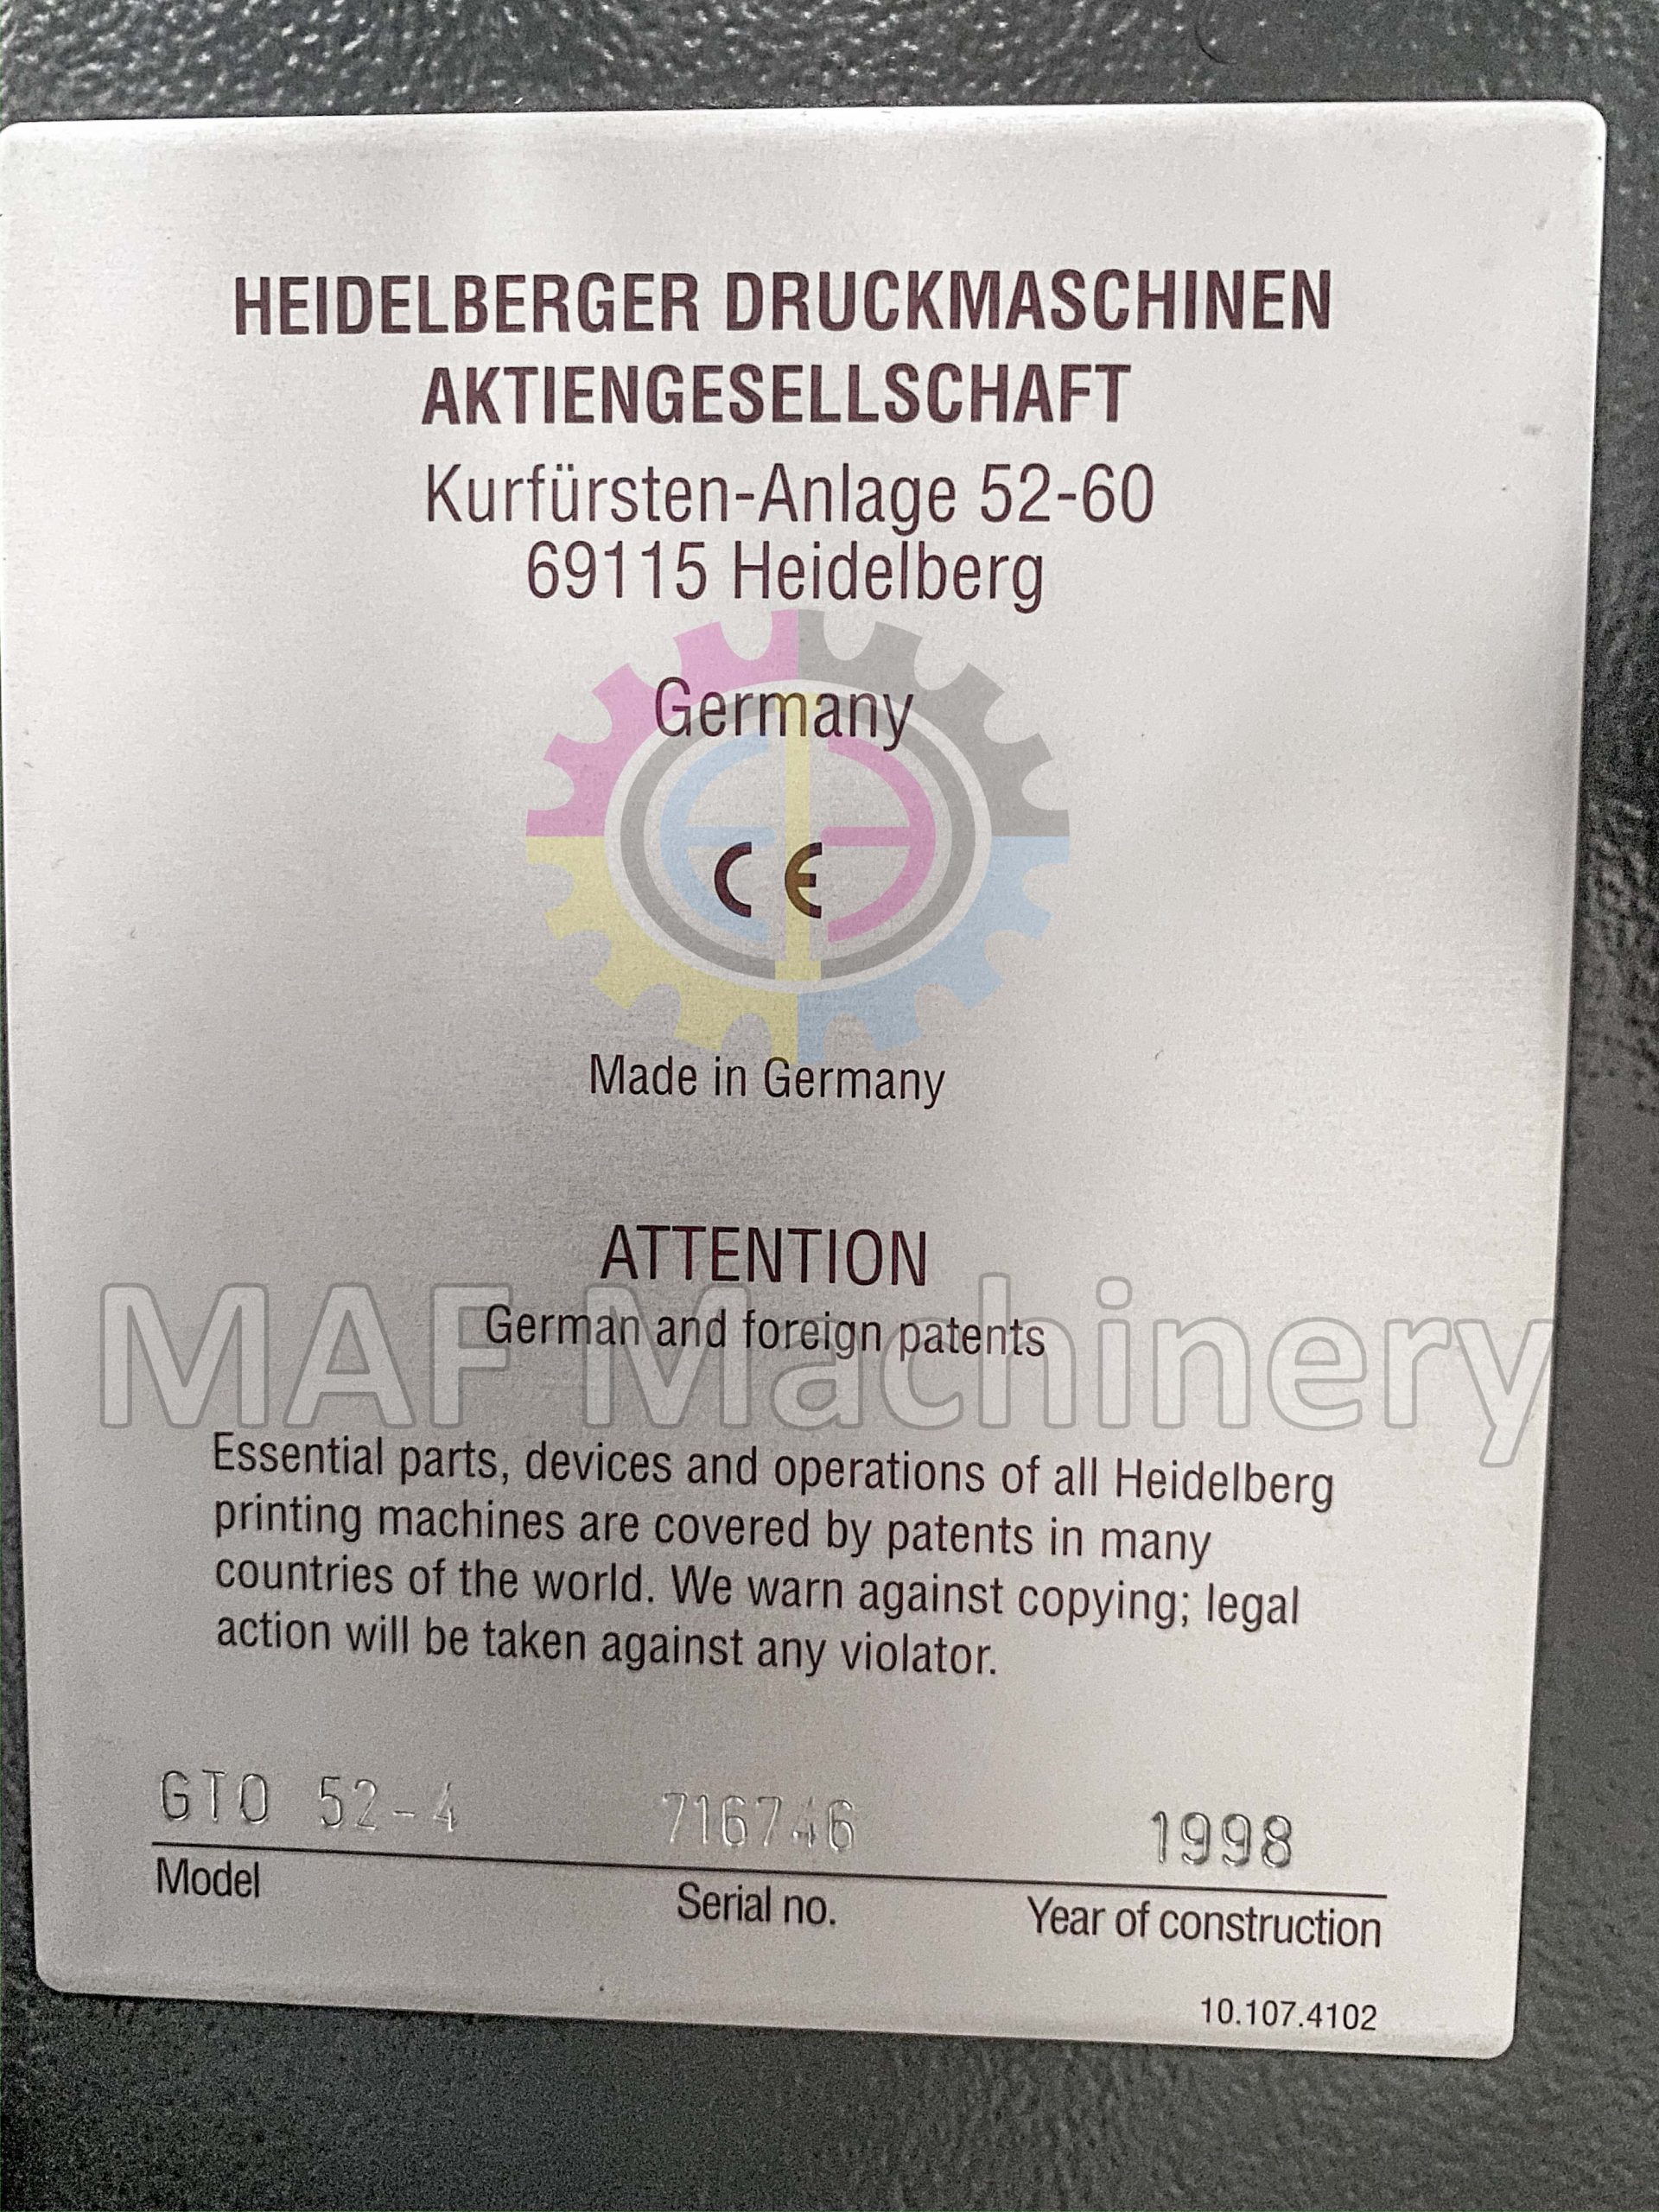 HEIDELBERGER DRUCKMASCHINEN
AKTIENGESELLSCHAFT
Kurfürsten-Anlage 52-60
69115 Heidelberg
Germany
CE
Made in Germany
ATTENTION
German and foreign patents
MAF Machinery
Essential parts, devices and operations of all Heidelberg
printing machines are covered by patents in many
countries of the world. We warn against copying; legal
action will be taken against any violator.
GTO 52-4 716746 1998
Model Serial no. Year of construction
10.107.4102